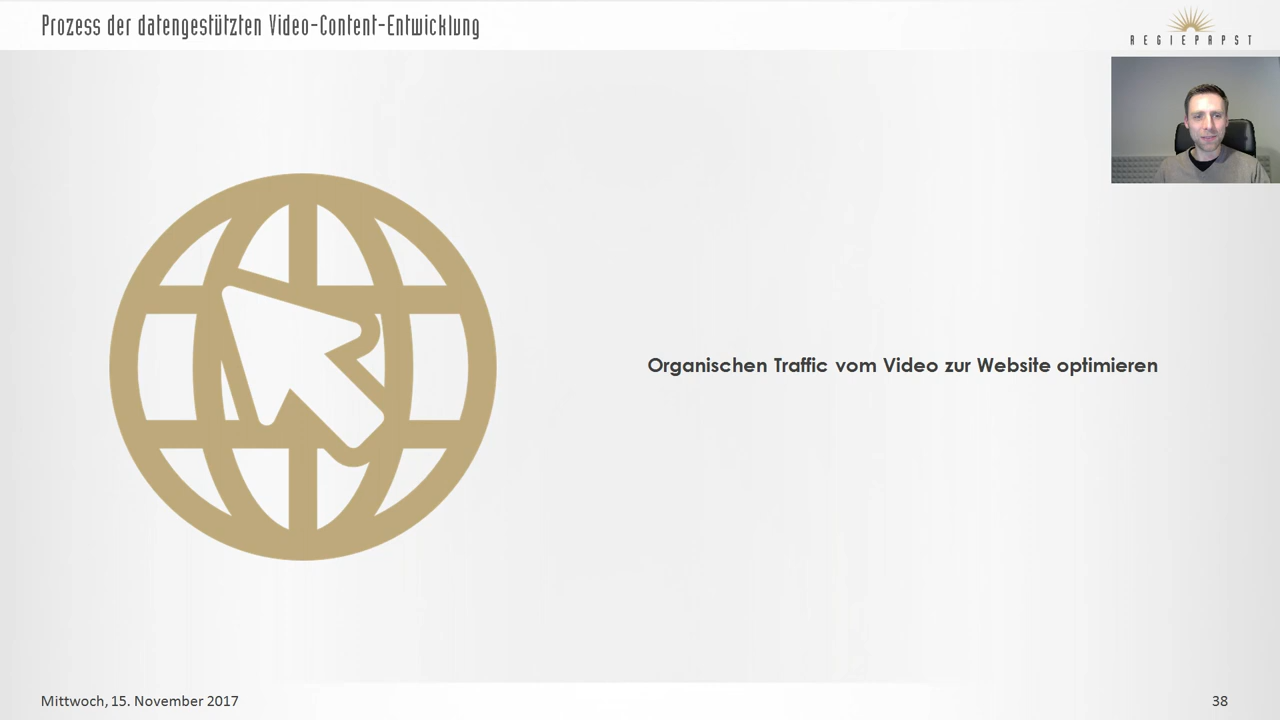 Prozess der datengestützten Video-Content-Entwicklung
REGIEPAPST
Organischen Traffic vom Video zur Website optimieren
Mittwoch, 15. November 2017
38